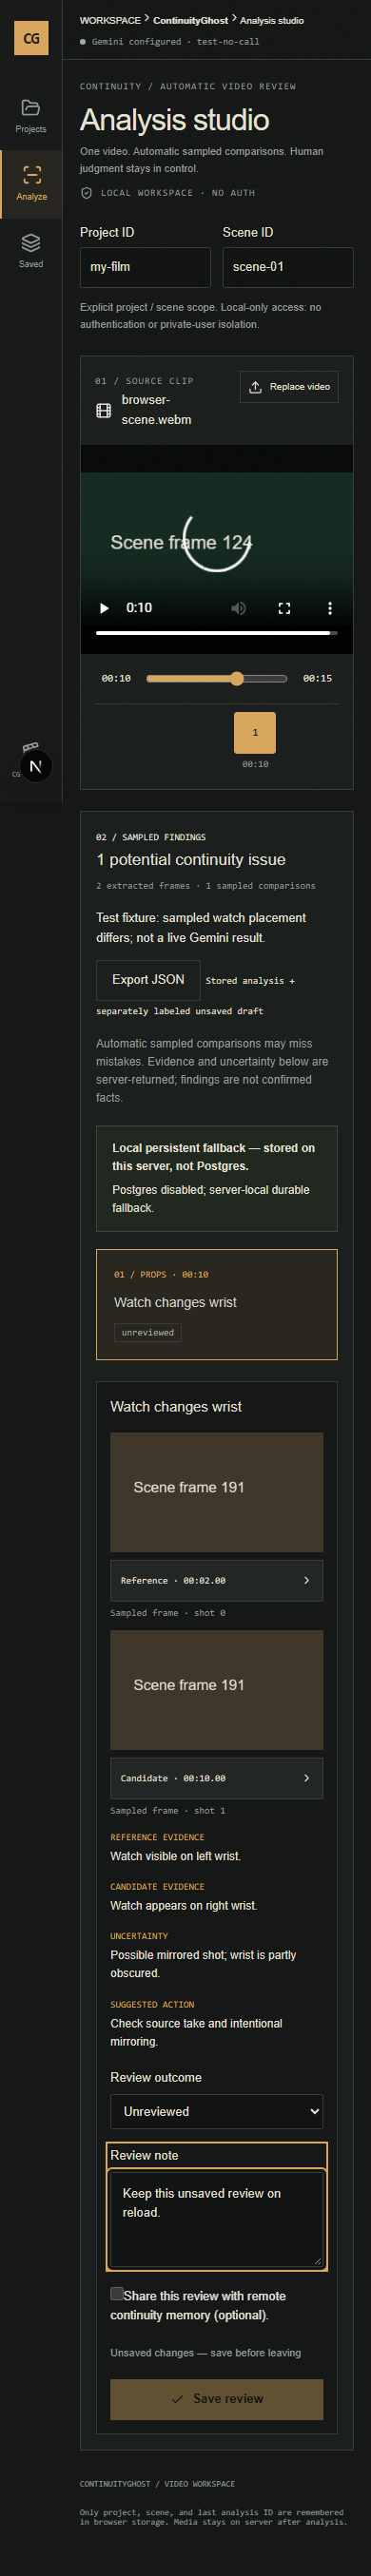 CG
Projects
Analyze
Saved
WORKSPACE > ContinuityGhost > Analysis studio
Gemini configured · test-no-call
CONTINUITY / AUTOMATIC VIDEO REVIEW
Analysis studio
One video. Automatic sampled comparisons. Human
judgment stays in control.
LOCAL WORKSPACE · NO AUTH
Project ID
Scene ID
my-film
scene-01
Explicit project / scene scope. Local-only access: no
authentication or private-user isolation.
01 / SOURCE CLIP
browser-
scene.webm
Replace video
Scene frame 124
0:10
00:10
00:15
1
00:10
CG
N
02 / SAMPLED FINDINGS
1 potential continuity issue
2 extracted frames · 1 sampled comparisons
Test fixture: sampled watch placement
differs; not a live Gemini result.
Export JSON
Stored analysis +
separately labeled unsaved draft
Automatic sampled comparisons may miss
mistakes. Evidence and uncertainty below are
server-returned; findings are not confirmed
facts.
Local persistent fallback — stored on
this server, not Postgres.
Postgres disabled; server-local durable
fallback.
01 / PROPS · 00:10
Watch changes wrist
unreviewed
Watch changes wrist
Scene frame 191
Reference · 00:02.00
Sampled frame · shot 0
Scene frame 191
Candidate · 00:10.00
Sampled frame · shot 1
REFERENCE EVIDENCE
Watch visible on left wrist.
CANDIDATE EVIDENCE
Watch appears on right wrist.
UNCERTAINTY
Possible mirrored shot; wrist is partly
obscured.
SUGGESTED ACTION
Check source take and intentional
mirroring.
Review outcome
Unreviewed
Review note
Keep this unsaved review on
reload.
Share this review with remote
continuity memory (optional).
Unsaved changes — save before leaving
Save review
CONTINUITYGHOST / VIDEO WORKSPACE
Only project, scene, and last analysis ID are remembered
in browser storage. Media stays on server after analysis.